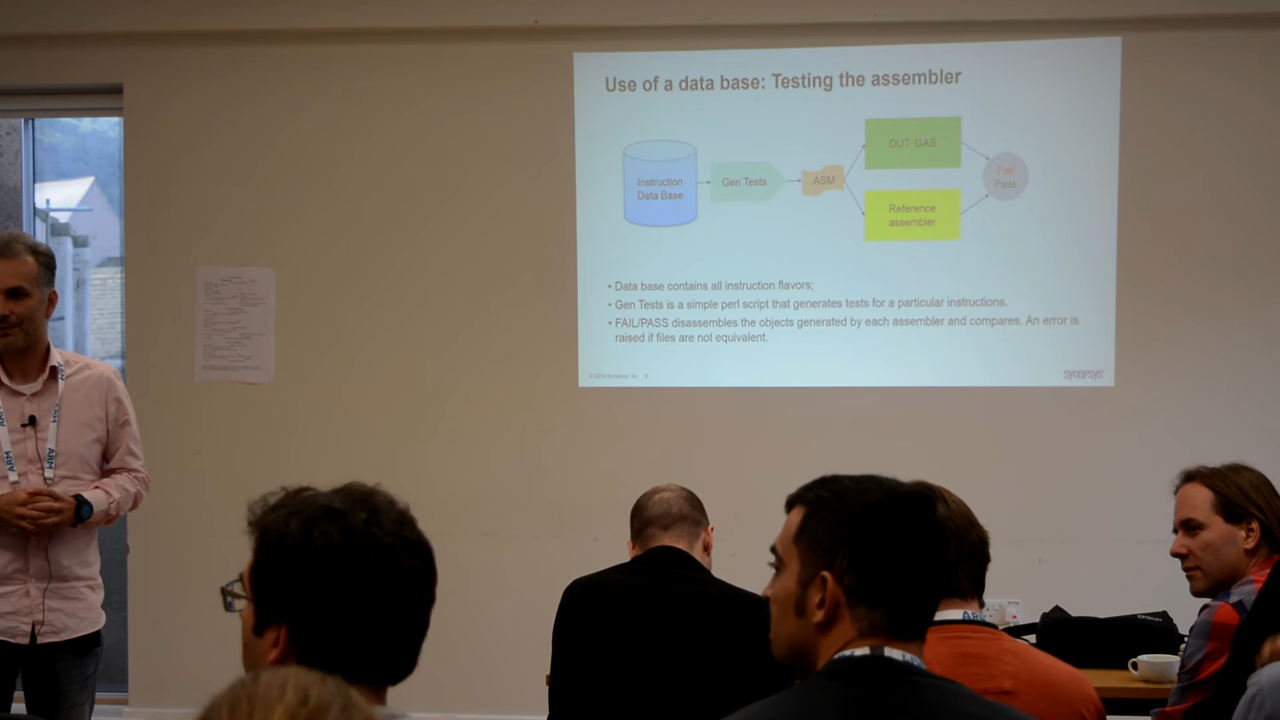 Use of a data base: Testing the assembler
Instruction
Data Base
Gen Tests
.ASM
DUT: GAS
Reference
assembler
Fail
Pass
• Data base contains all instruction flavors;
• Gen Tests is a simple perl script that generates tests for a particular instructions.
• FAIL/PASS disassembles the objects generated by each assembler and compares. An error is
raised if files are not equivalent.
SYNOPSYS
ARM
ARM
ARM